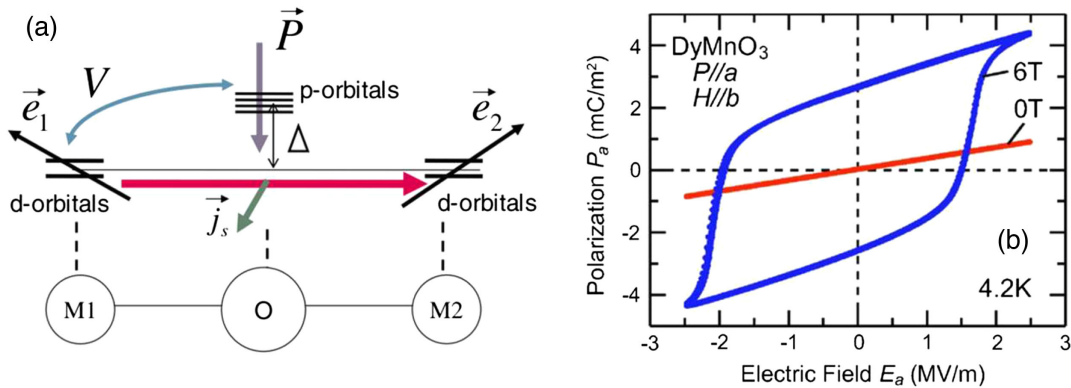 (a)
P
V
p-orbitals
e1
e2
Δ
d-orbitals
js
d-orbitals
M1
O
M2
DyMnO3
P//a
H//b
6T
0T
(b)
4.2K
Polarization Pa (mC/m²)
4
2
0
-2
-4
-3
-2
-1
0
1
2
3
Electric Field Ea (MV/m)